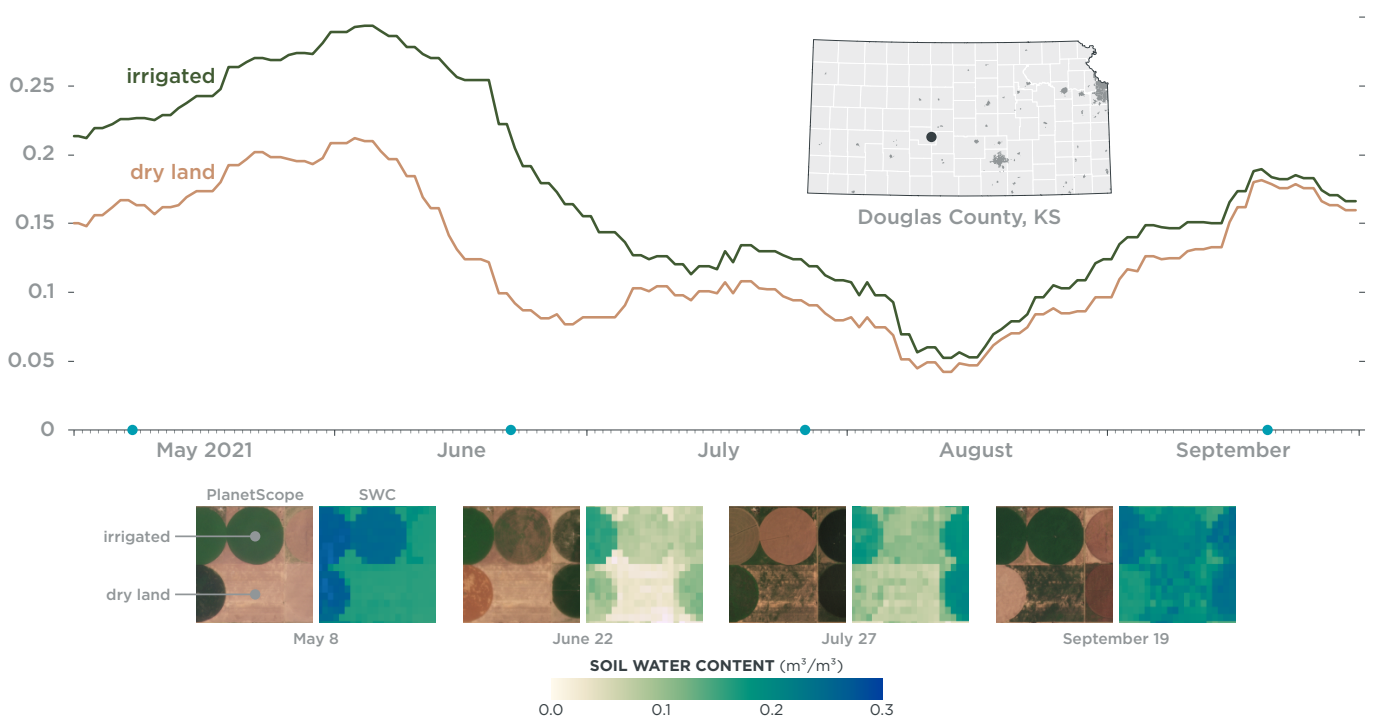 0.25
0.2
0.15
0.1
0.05
0
irrigated
dry land
Douglas County, KS
May 2021
June
July
August
September
PlanetScope
SWC
irrigated
dry land
May 8
June 22
July 27
September 19
SOIL WATER CONTENT (m³/m³)
0.0
0.1
0.2
0.3